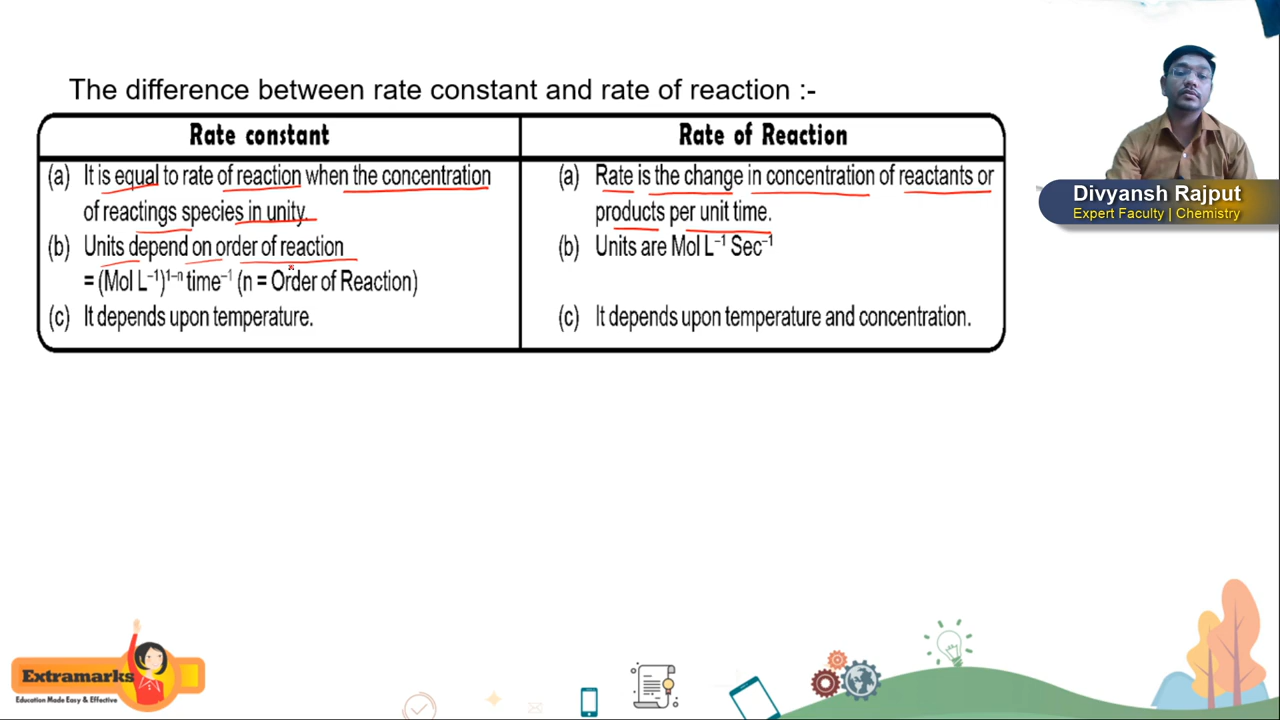 The difference between rate constant and rate of reaction :-
Rate constant
(a) It is equal to rate of reaction when the concentration
of reactings species in unity.
(b) Units depend on order of reaction
= (Mol L⁻¹)¹⁻ⁿ time⁻¹ (n = Order of Reaction)
(c) It depends upon temperature.
Rate of Reaction
(a) Rate is the change in concentration of reactants or
products per unit time.
(b) Units are Mol L⁻¹ Sec⁻¹
(c) It depends upon temperature and concentration.
Divyansh Rajput
Expert Faculty | Chemistry
Extramarks
Education Made Easy & Effective